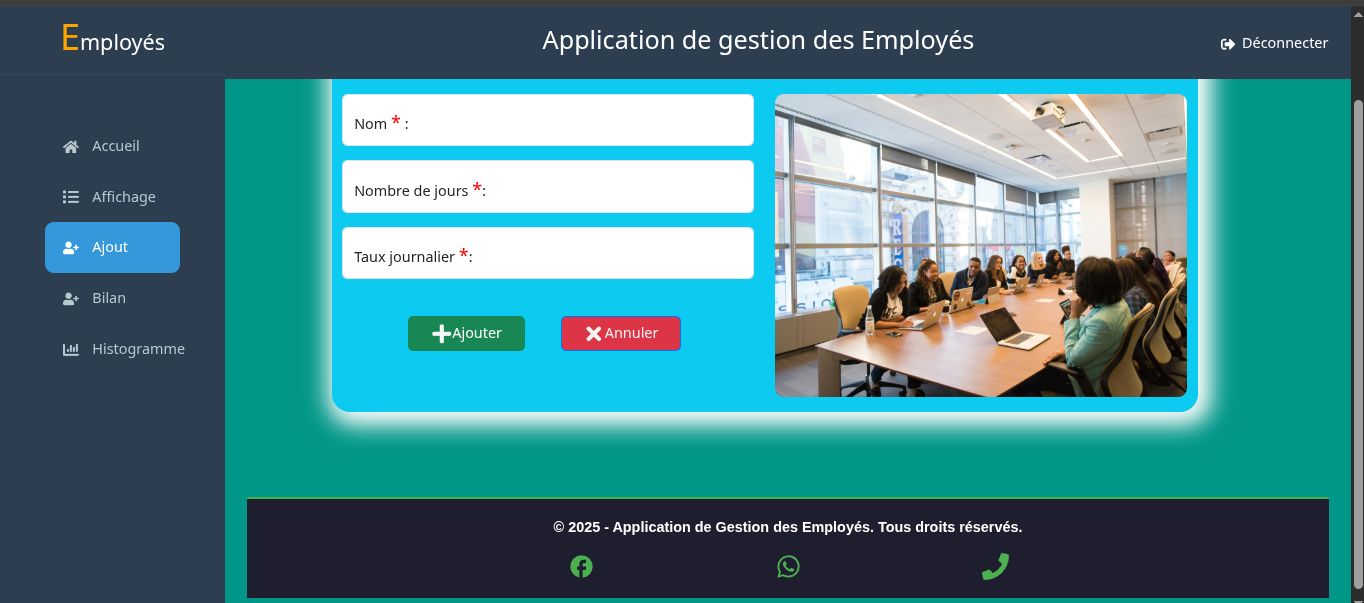 Employés
Application de gestion des Employés
Déconnecter
Accueil
Affichage
Ajout
Bilan
Histogramme
Nom * :
Nombre de jours *:
Taux journalier *:
Ajouter
Annuler
© 2025 - Application de Gestion des Employés. Tous droits réservés.